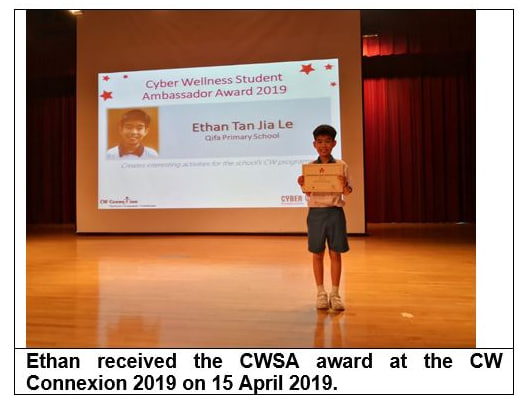 Cyber Wellness Student
Ambassador Award 2019
Ethan Tan Jia Le
Qifa Primary School
Creates interesting activities for the school's CW program
CW Connexion
CYBER
Ethan received the CWSA award at the CW
Connexion 2019 on 15 April 2019.